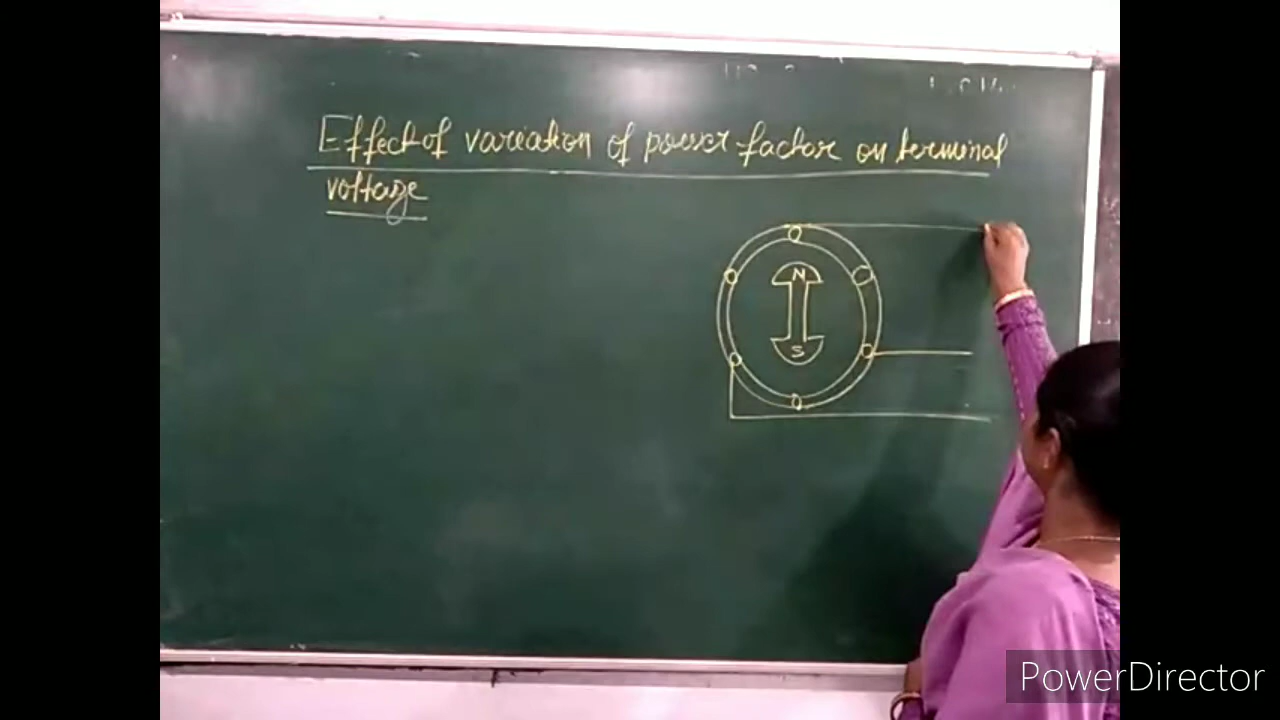 Effect of variation of power factor on terminal
voltage
N
S
PowerDirector